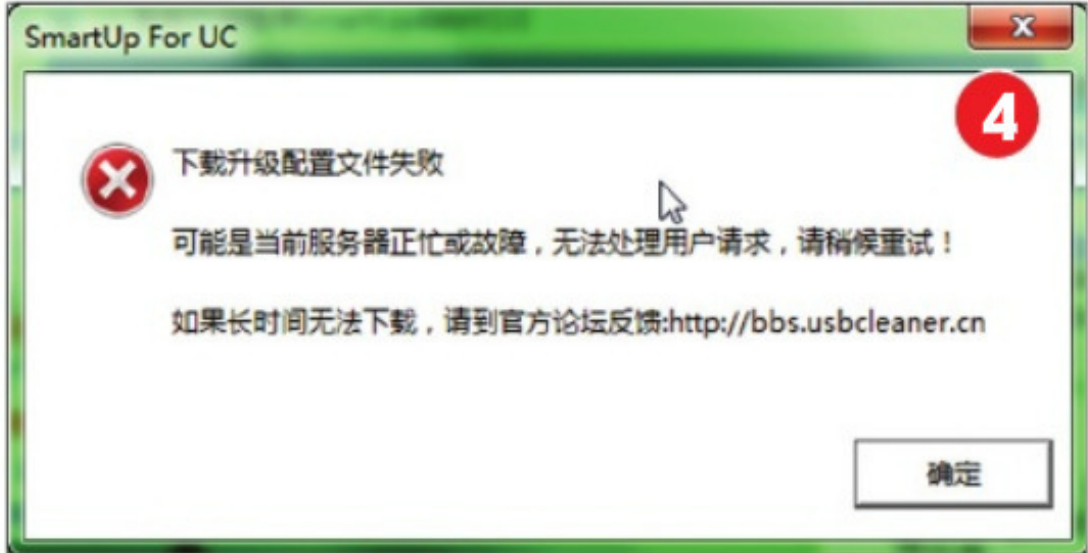 SmartUp For UC
4
下载升级配置文件失败
可能是当前服务器正忙或故障，无法处理用户请求，请稍候重试！
如果长时间无法下载，请到官方论坛反馈:http://bbs.usbcleaner.cn
确定